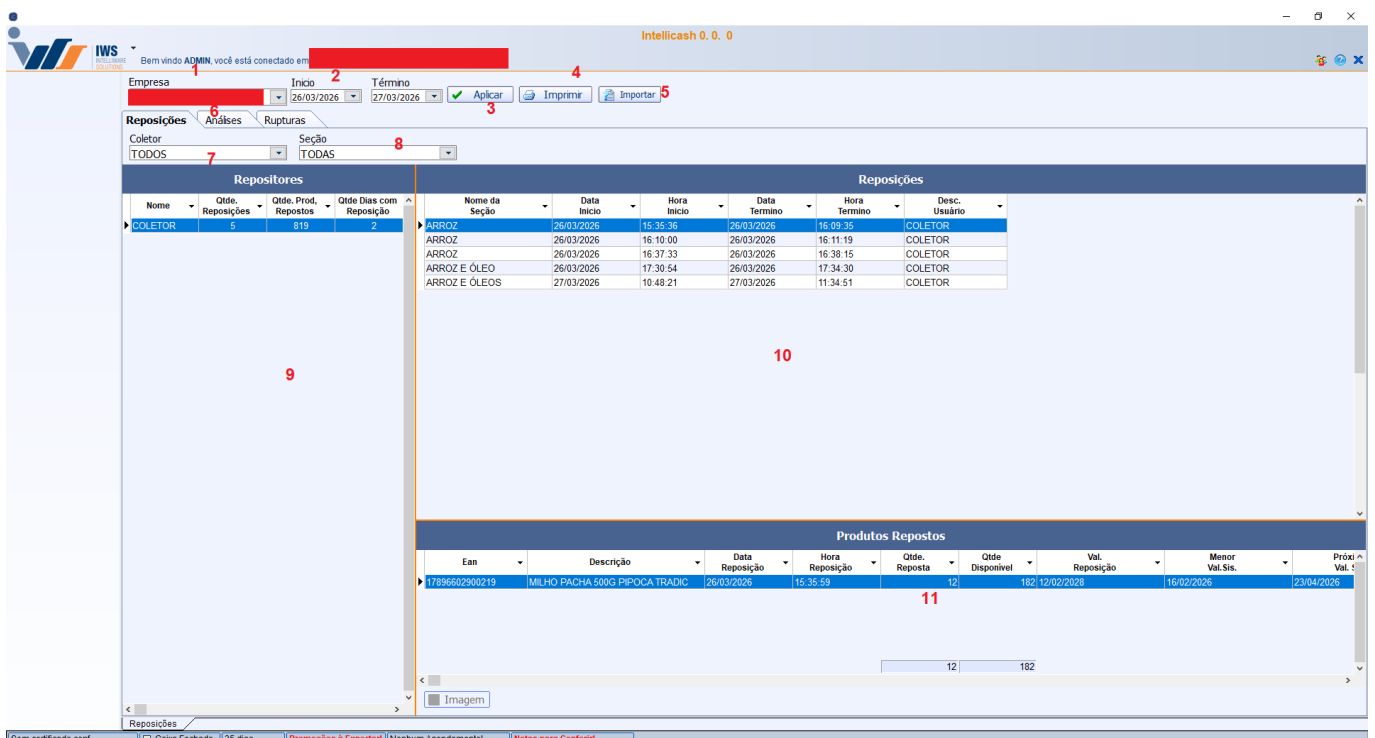 Intellicash 0. 0. 0
IWS
INTELLIWARE
SOLUTIONS
Bem vindo ADMIN, você está conectado em
1
2
4
Empresa
Inicio
Término
26/03/2026
27/03/2026
Aplicar
Imprimir
Importar
5
3
6
Reposições
Análises
Rupturas
Coletor
Seção
8
TODOS
TODAS
7
Repositores
Reposições
Nome
Qtde. Reposições
Qtde. Prod, Repostos
Qtde Dias com Reposição
COLETOR 5 819 2
Nome da Seção
Data Inicio
Hora Inicio
Data Termino
Hora Termino
Desc. Usuário
ARROZ 26/03/2026 15:35:36 26/03/2026 16:09:35 COLETOR
ARROZ 26/03/2026 16:10:00 26/03/2026 16:11:19 COLETOR
ARROZ 26/03/2026 16:37:33 26/03/2026 16:38:15 COLETOR
ARROZ E ÓLEO 26/03/2026 17:30:54 26/03/2026 17:34:30 COLETOR
ARROZ E ÓLEOS 27/03/2026 10:48:21 27/03/2026 11:34:51 COLETOR
10
9
Produtos Repostos
Ean
Descrição
Data Reposição
Hora Reposição
Qtde. Reposta
Qtde Disponivel
Val. Reposição
Menor Val.Sis.
Próxi
Val. S
17896602900219 MILHO PACHA 500G PIPOCA TRADIC 26/03/2026 15:35:59 12 182 12/02/2028 16/02/2026 23/04/2026
11
12 182
Imagem
Reposições